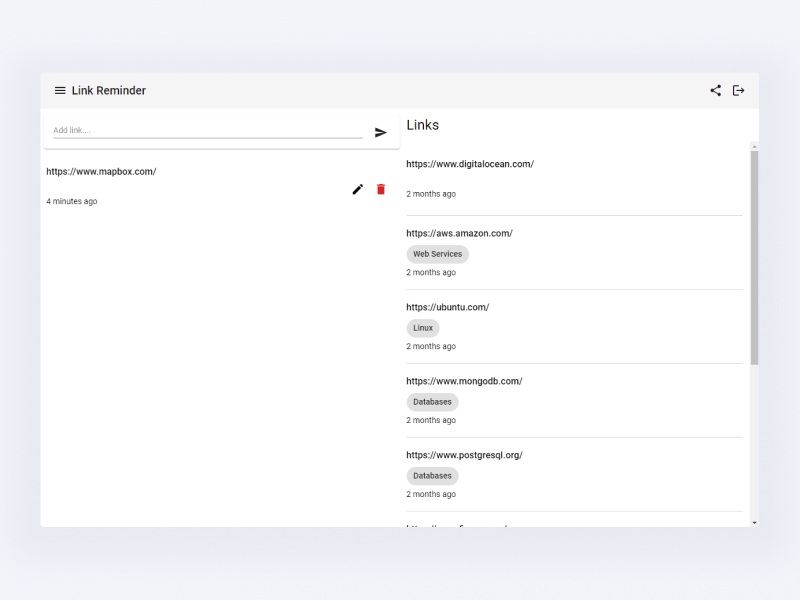 Link Reminder
Add link....
https://www.mapbox.com/
4 minutes ago
Links
https://www.digitalocean.com/
2 months ago
https://aws.amazon.com/
Web Services
2 months ago
https://ubuntu.com/
Linux
2 months ago
https://www.mongodb.com/
Databases
2 months ago
https://www.postgresql.org/
Databases
2 months ago